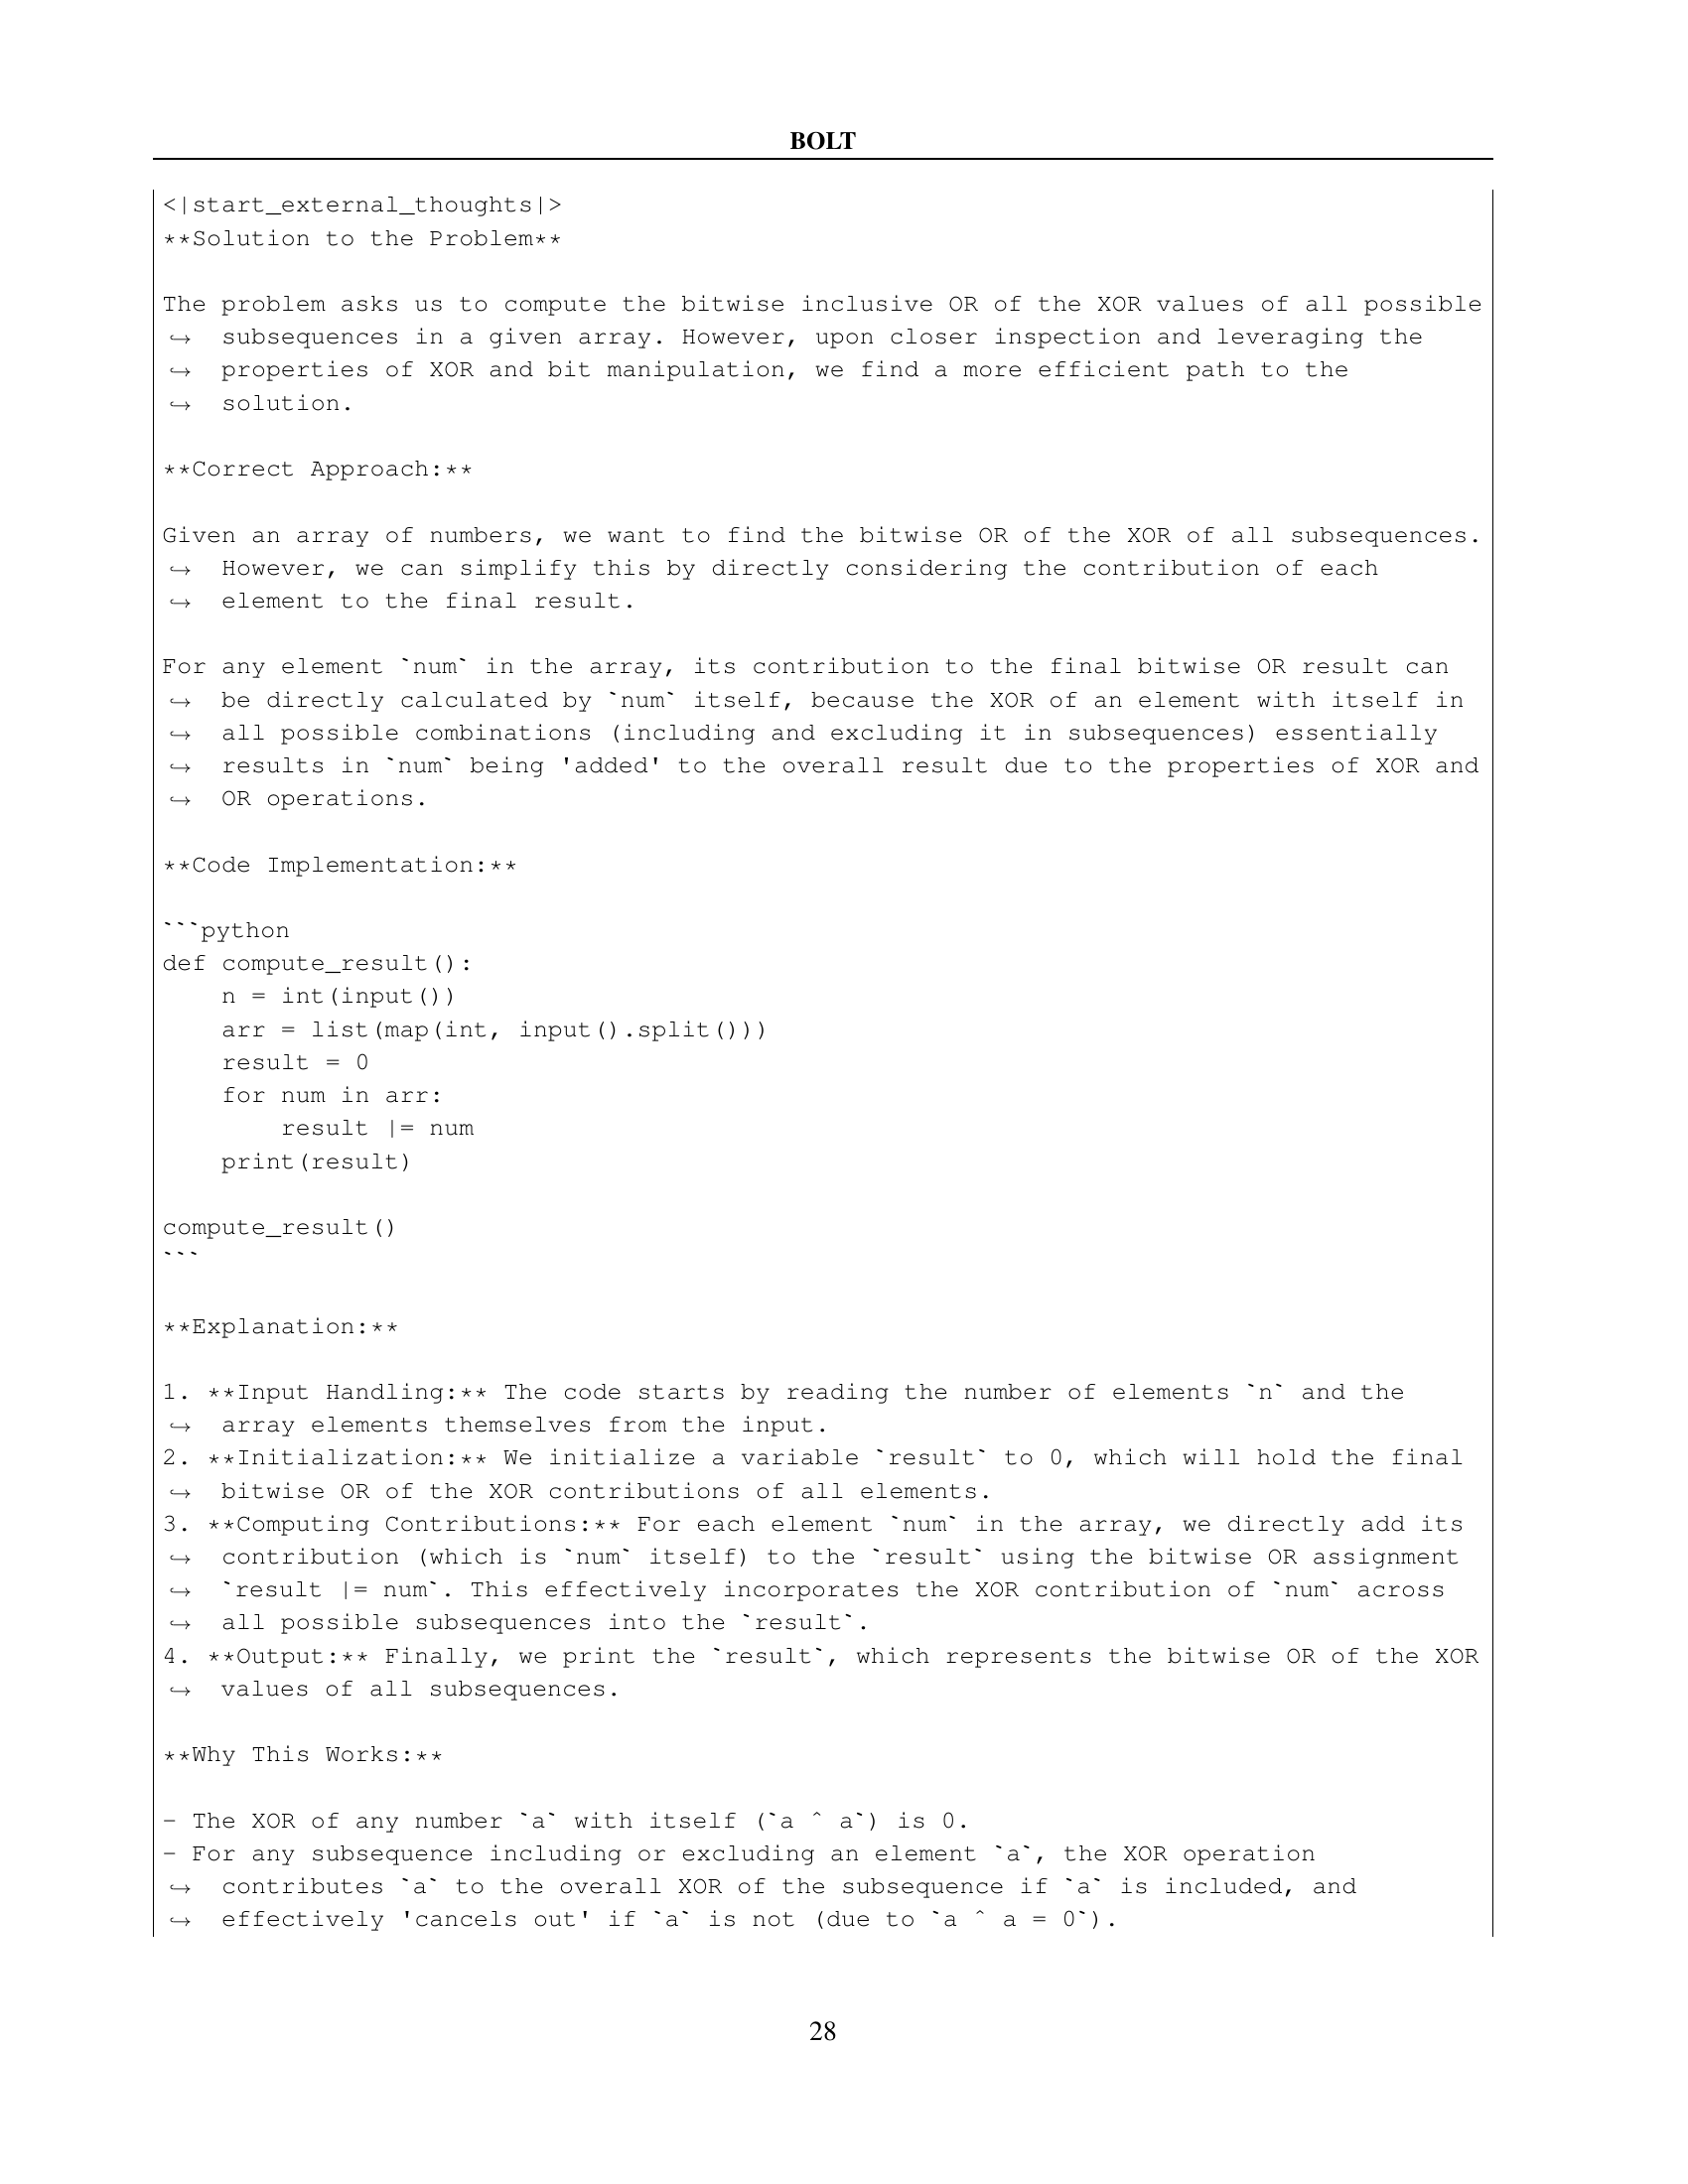 BOLT
<|start_external_thoughts|>
**Solution to the Problem**
The problem asks us to compute the bitwise inclusive OR of the XOR values of all possible
↪ subsequences in a given array. However, upon closer inspection and leveraging the
↪ properties of XOR and bit manipulation, we find a more efficient path to the
↪ solution.
**Correct Approach:**
Given an array of numbers, we want to find the bitwise OR of the XOR of all subsequences.
↪ However, we can simplify this by directly considering the contribution of each
↪ element to the final result.
For any element `num` in the array, its contribution to the final bitwise OR result can
↪ be directly calculated by `num` itself, because the XOR of an element with itself in
↪ all possible combinations (including and excluding it in subsequences) essentially
↪ results in `num` being 'added' to the overall result due to the properties of XOR and
↪ OR operations.
**Code Implementation:**
```python
def compute_result():
    n = int(input())
    arr = list(map(int, input().split()))
    result = 0
    for num in arr:
        result |= num
    print(result)
compute_result()
```
**Explanation:**
1. **Input Handling:** The code starts by reading the number of elements `n` and the
↪ array elements themselves from the input.
2. **Initialization:** We initialize a variable `result` to 0, which will hold the final
↪ bitwise OR of the XOR contributions of all elements.
3. **Computing Contributions:** For each element `num` in the array, we directly add its
↪ contribution (which is `num` itself) to the `result` using the bitwise OR assignment
↪ `result |= num`. This effectively incorporates the XOR contribution of `num` across
↪ all possible subsequences into the `result`.
4. **Output:** Finally, we print the `result`, which represents the bitwise OR of the XOR
↪ values of all subsequences.
**Why This Works:**
- The XOR of any number `a` with itself (`a ^ a`) is 0.
- For any subsequence including or excluding an element `a`, the XOR operation
↪ contributes `a` to the overall XOR of the subsequence if `a` is included, and
↪ effectively 'cancels out' if `a` is not (due to `a ^ a = 0`).
28